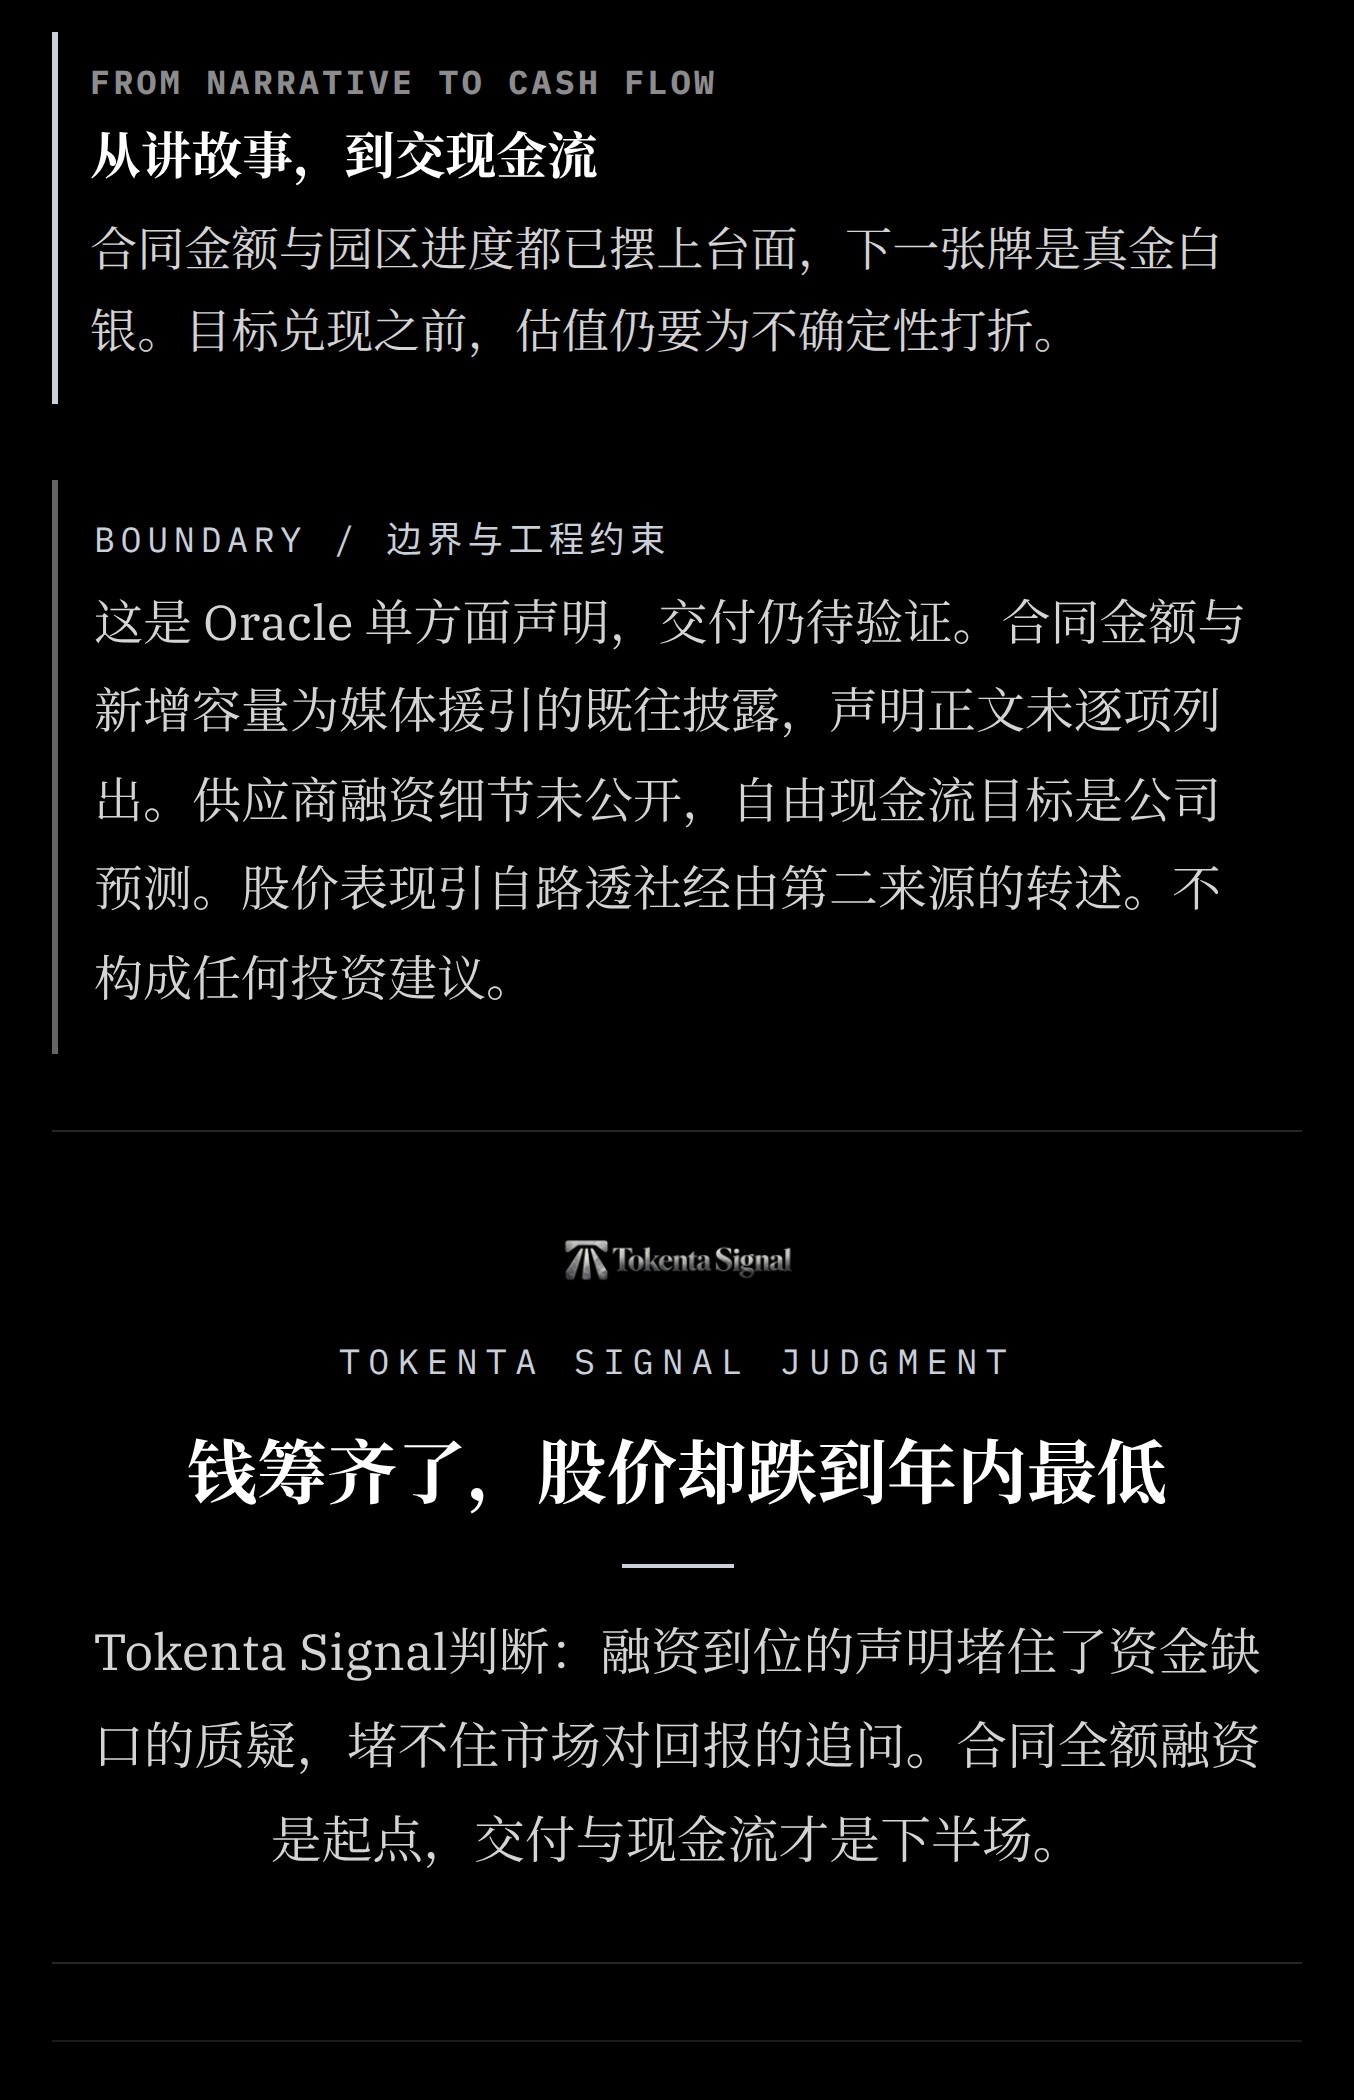 FROM NARRATIVE TO CASH FLOW
从讲故事，到交现金流
合同金额与园区进度都已摆上台面，下一张牌是真金白
银。目标兑现之前，估值仍要为不确定性打折。
BOUNDARY / 边界与工程约束
这是 Oracle 单方面声明，交付仍待验证。合同金额与
新增容量为媒体援引的既往披露，声明正文未逐项列
出。供应商融资细节未公开，自由现金流目标是公司
预测。股价表现引自路透社经由第二来源的转述。不
构成任何投资建议。
Tokenta Signal
TOKENTA SIGNAL JUDGMENT
钱筹齐了，股价却跌到年内最低
Tokenta Signal判断：融资到位的声明堵住了资金缺
口的质疑，堵不住市场对回报的追问。合同全额融资
是起点，交付与现金流才是下半场。